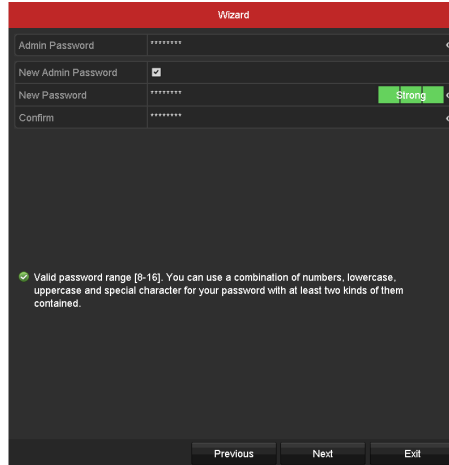 Wizard
Admin Password ********
New Admin Password
New Password ******** Strong
Confirm ********
Valid password range [8-16]. You can use a combination of numbers, lowercase,
uppercase and special character for your password with at least two kinds of them
contained.
Previous Next Exit